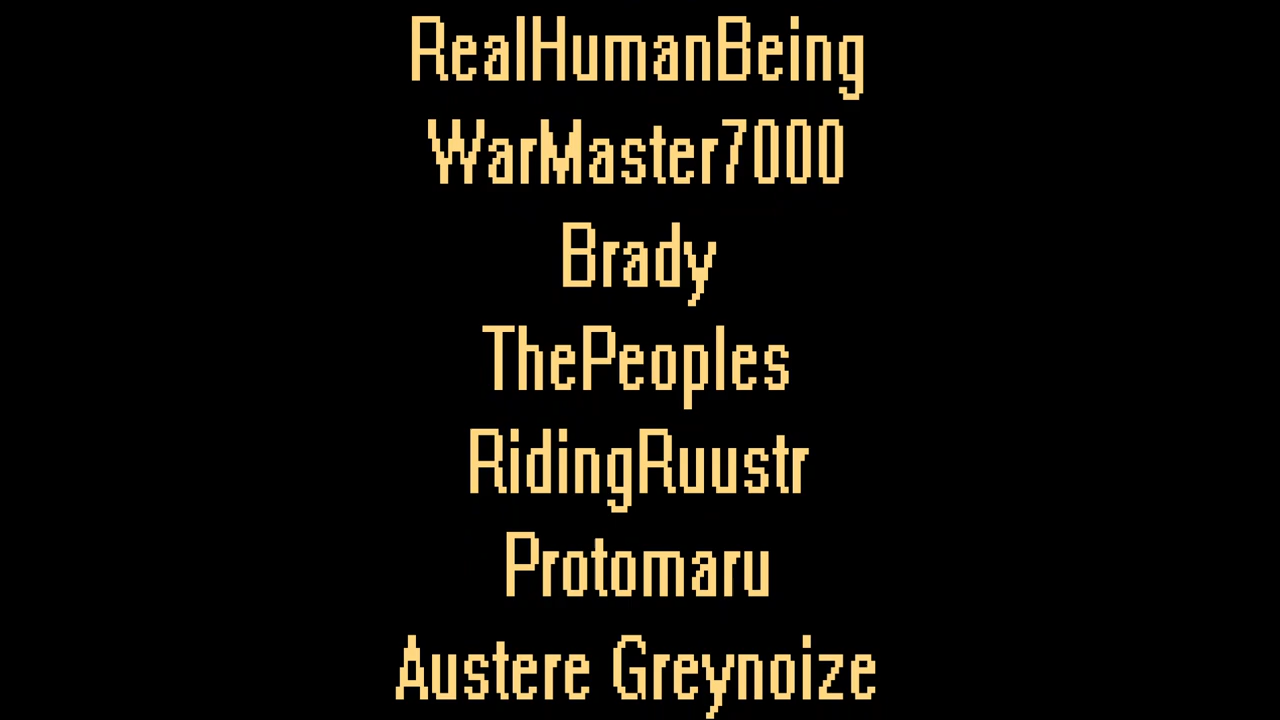 RealHumanBeing
WarMaster7000
Brady
ThePeoples
RidingRuustr
Protomaru
Austere Greynoize